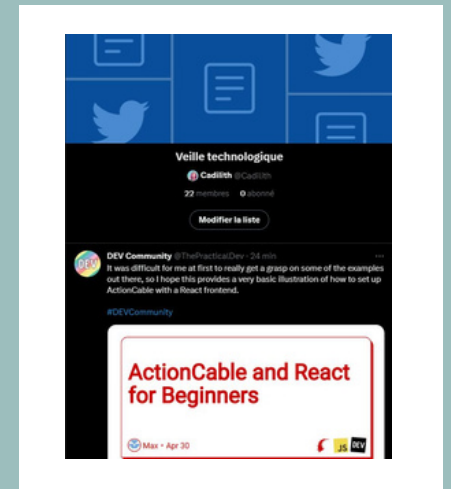 Veille technologique
Cadilith @Cadilith
22 membres 0 abonné
Modifier la liste
DEV Community @ThePracticalDev · 24 min
It was difficult for me at first to really get a grasp on some of the examples
out there, so I hope this provides a very basic illustration of how to set up
ActionCable with a React frontend.
#DEVCommunity
ActionCable and React
for Beginners
Max • Apr 30
JS DEV
DEV